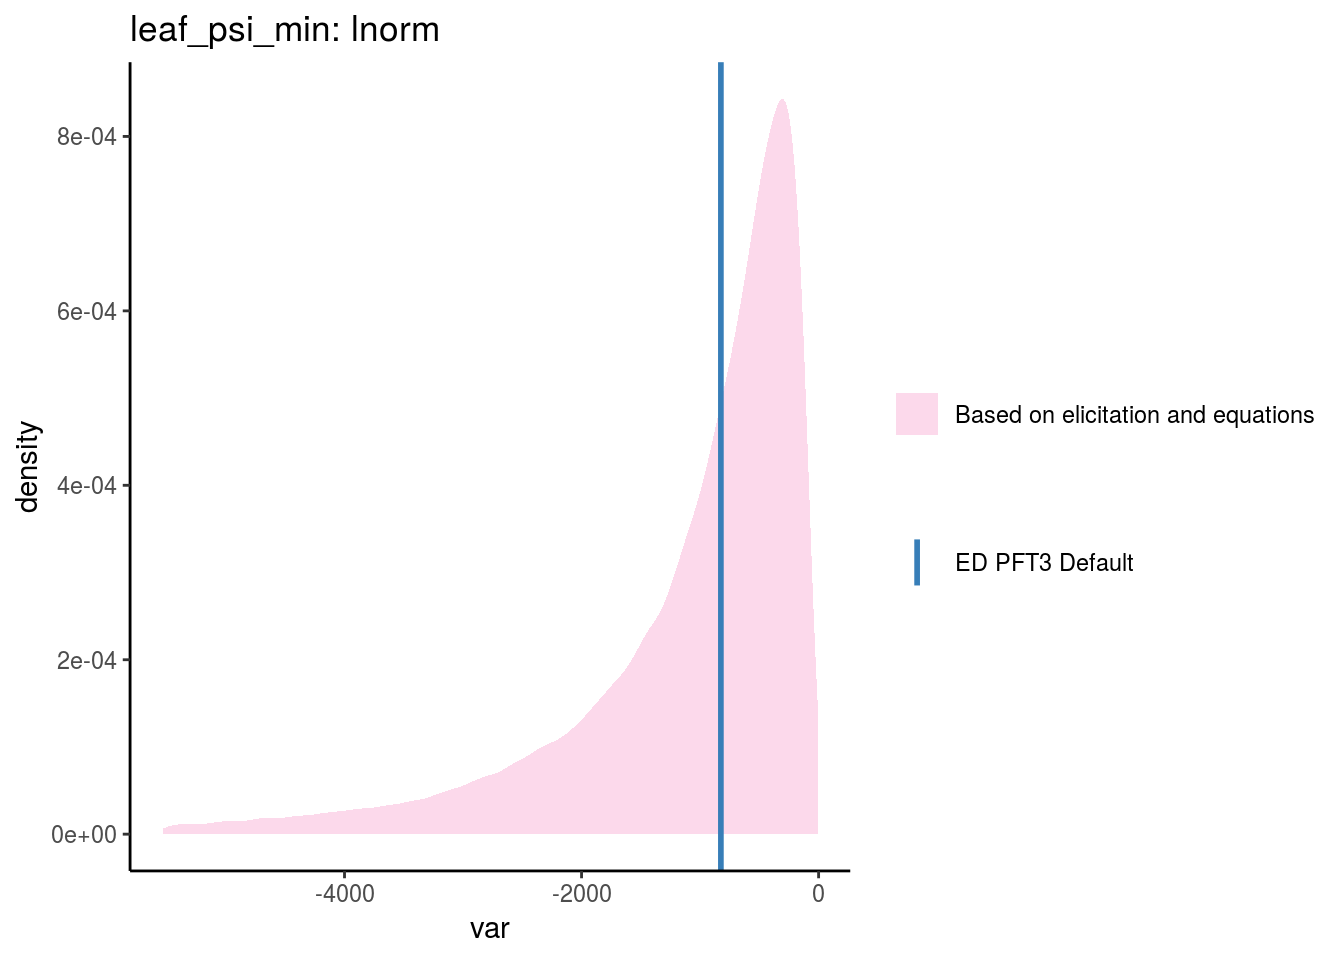 leaf_psi_min: lnorm
density
8e-04
6e-04
4e-04
2e-04
0e+00
-4000
-2000
0
var
Based on elicitation and equations
ED PFT3 Default